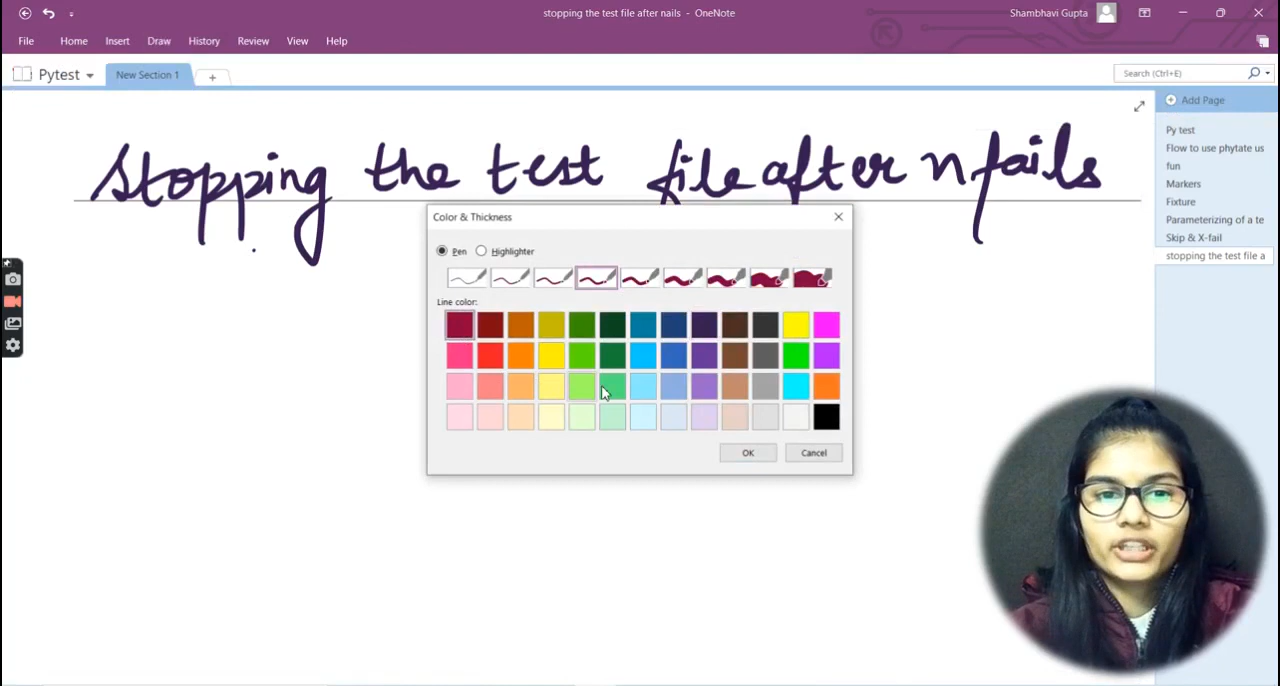 stopping the test file after nails - OneNote
Shambhavi Gupta
File Home Insert Draw History Review View Help
Pytest
New Section 1
Search (Ctrl+E)
Add Page
Stopping the test file after n fails
Py test
Flow to use phytate us
fun
Markers
Fixture
Parameterizing of a te
Skip & X-fail
stopping the test file a
Color & Thickness
Pen Highlighter
Line color:
OK Cancel